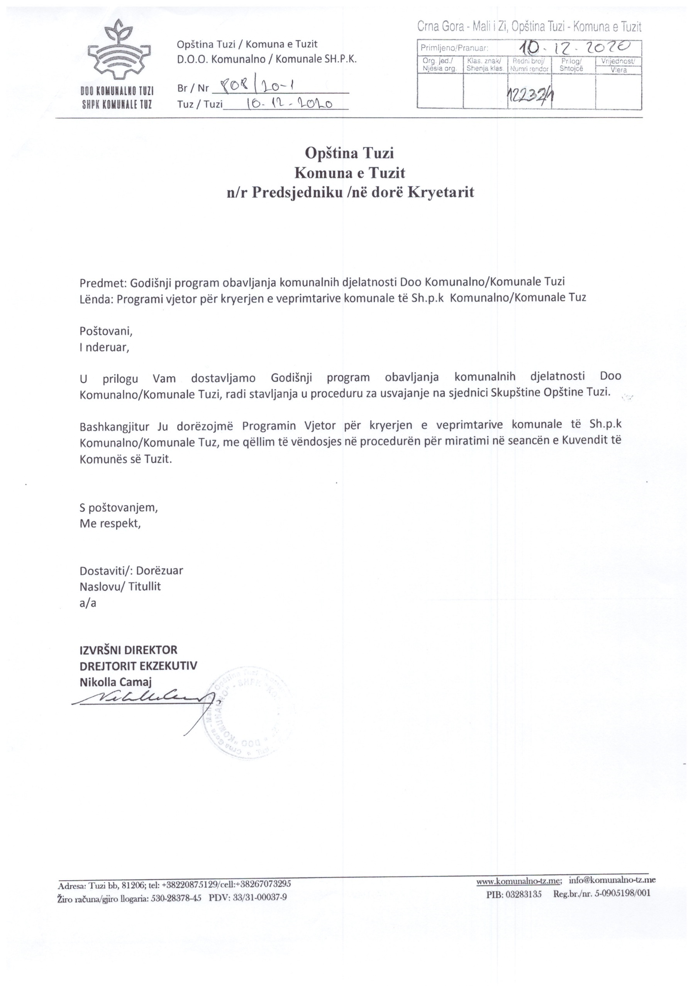 DOO KOMUNALNO TUZI
SHPK KOMUNALE TUZ
Opština Tuzi / Komuna e Tuzit
D.O.O. Komunalno / Komunale SH.P.K.
Br / Nr 808/20-1
Tuz / Tuzi 10-12-2020
Crna Gora - Mali i Zi, Opština Tuzi - Komuna e Tuzit
Primljeno/Pranuar: 10.12.2020
Org. jed./ Klas. znak/ Redni broj/ Prilog/ Vrijednost/
Njësia org. Shenja klas. Numri rendor Shtojcë Vlera
12232/1
Opština Tuzi
Komuna e Tuzit
n/r Predsjedniku /në dorë Kryetarit
Predmet: Godišnji program obavljanja komunalnih djelatnosti Doo Komunalno/Komunale Tuzi
Lënda: Programi vjetor për kryerjen e veprimtarive komunale të Sh.p.k Komunalno/Komunale Tuz
Poštovani,
I nderuar,
U prilogu Vam dostavljamo Godišnji program obavljanja komunalnih djelatnosti Doo
Komunalno/Komunale Tuzi, radi stavljanja u proceduru za usvajanje na sjednici Skupštine Opštine Tuzi.
Bashkangjitur Ju dorëzojmë Programin Vjetor për kryerjen e veprimtarive komunale të Sh.p.k
Komunalno/Komunale Tuz, me qëllim të vëndosjes në procedurën për miratimi në seancën e Kuvendit të
Komunës së Tuzit.
S poštovanjem,
Me respekt,
Dostaviti/: Dorëzuar
Naslovu/ Titullit
a/a
IZVRŠNI DIREKTOR
DREJTORIT EKZEKUTIV
Nikolla Camaj
Crna Gora - Mali i Zi Opština Tuzi
DOO "KOMUNALNO" - SHPK
Adresa: Tuzi bb, 81206; tel: +38220875129/cell:+38267073295
Žiro računa/gjiro llogaria: 530-28378-45 PDV: 33/31-00037-9
www.komunalno-tz.me; info@komunalno-tz.me
PIB: 03283135 Reg.br./nr. 5-0905198/001